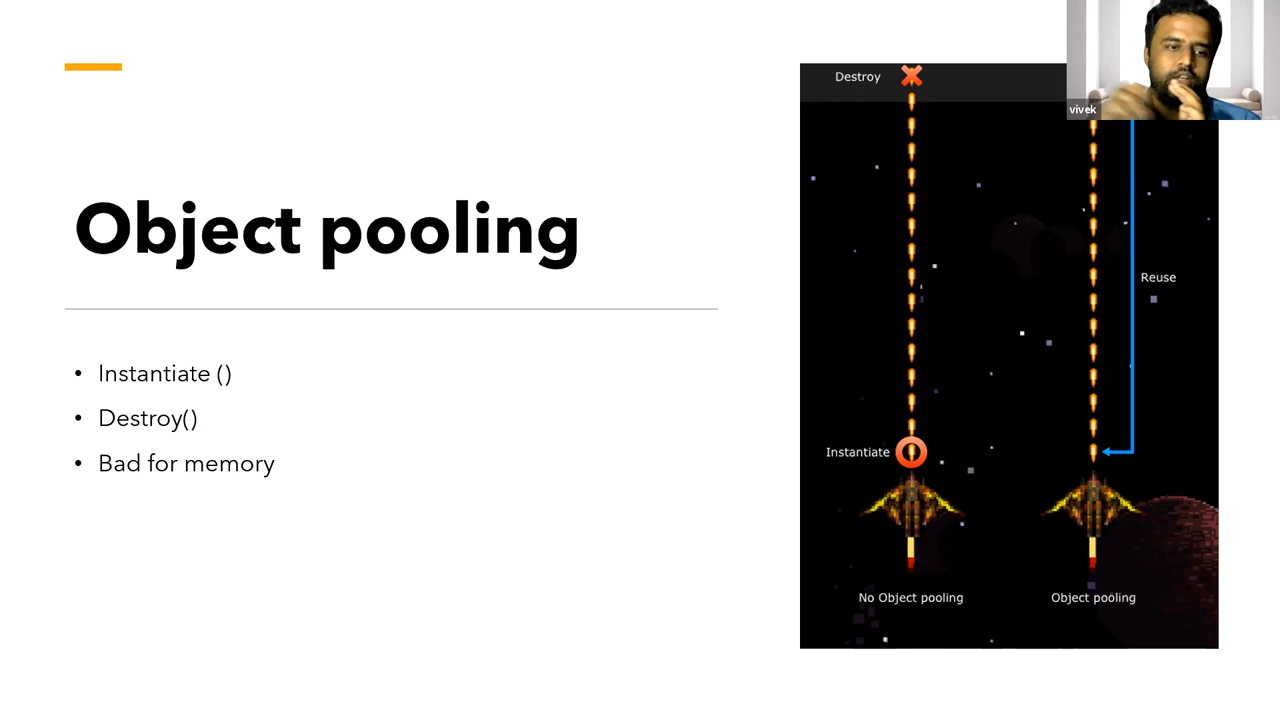 Object pooling
• Instantiate ()
• Destroy()
• Bad for memory
Destroy
Reuse
Instantiate
No Object pooling
Object pooling
vivek